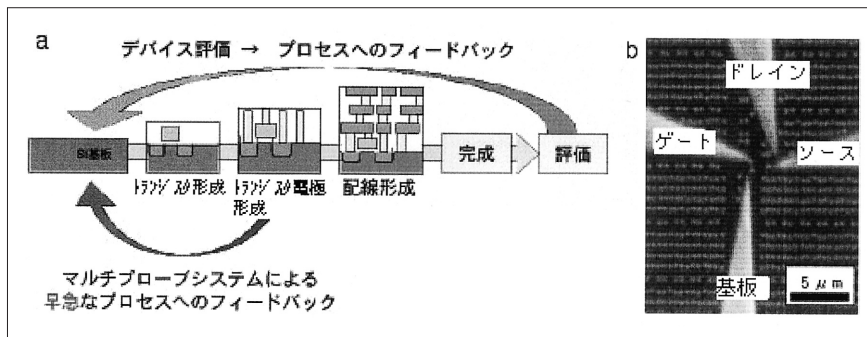 a
デバイス評価 → プロセスへのフィードバック
Si基板
トランジスタ形成
トランジスタ電極
形成
配線形成
完成
評価
マルチプローブシステムによる
早急なプロセスへのフィードバック
b
ドレイン
ゲート
ソース
基板
5μm